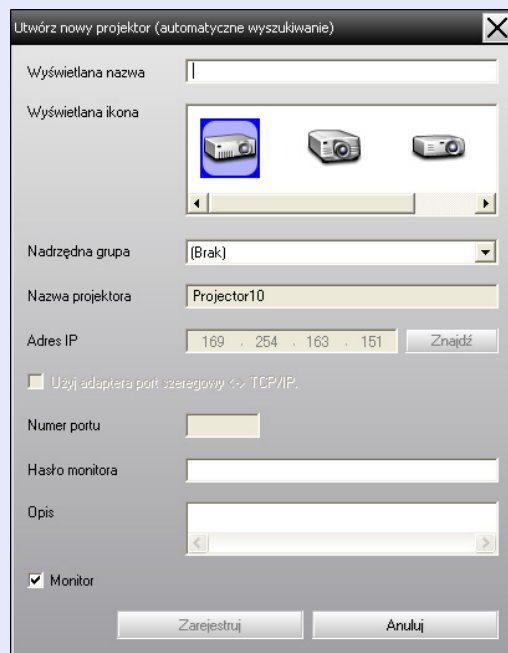 Utwórz nowy projektor (automatyczne wyszukiwanie)
Wyświetlana nazwa
Wyświetlana ikona
Nadrzędna grupa (Brak)
Nazwa projektora Projector10
Adres IP 169 . 254 . 163 . 151 Znajdź
Użyj adaptera port szeregowy <-> TCP/IP.
Numer portu
Hasło monitora
Opis
Monitor
Zarejestruj Anuluj